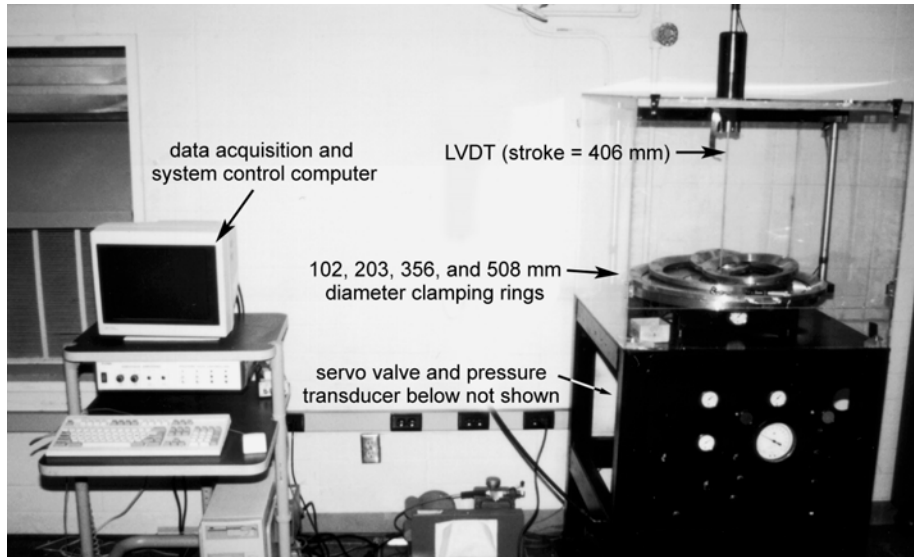 data acquisition and
system control computer
LVDT (stroke = 406 mm)
102, 203, 356, and 508 mm
diameter clamping rings
servo valve and pressure
transducer below not shown